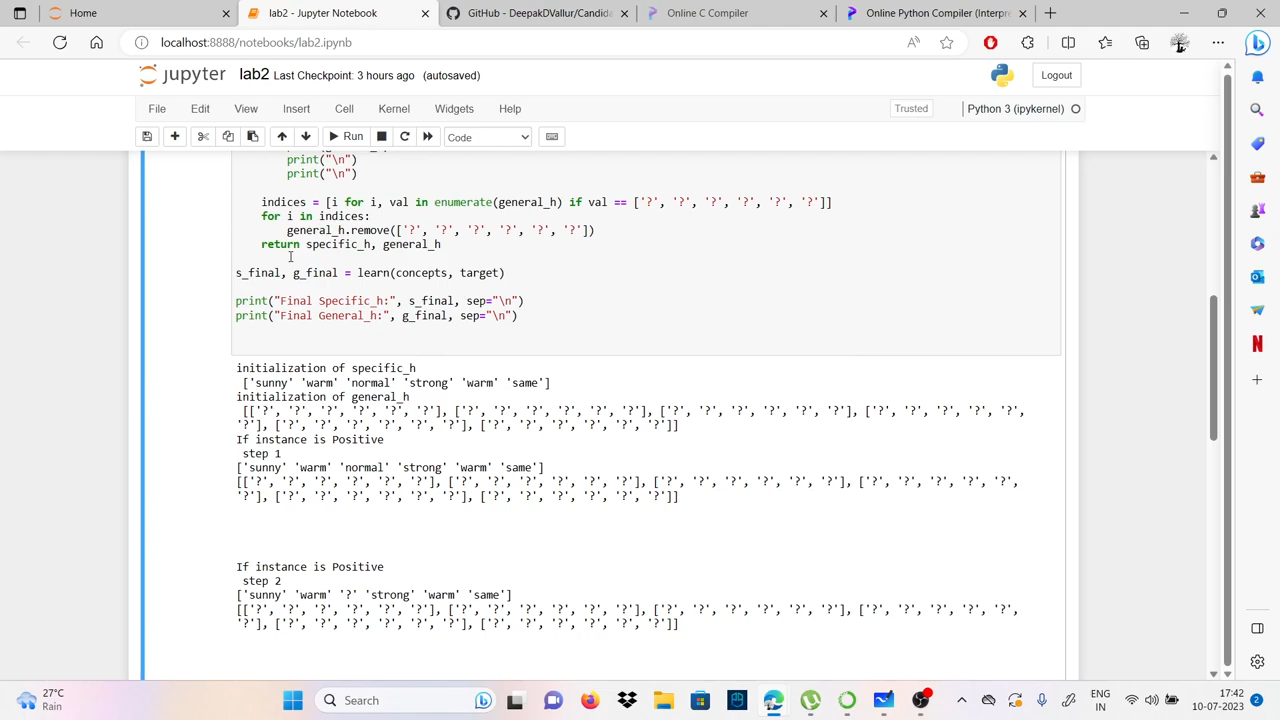 Home
lab2 - Jupyter Notebook
GitHub - DeepakDVallur/Candida
Online C Compiler
Online Python Compiler (Interpre
localhost:8888/notebooks/lab2.ipynb
jupyter lab2 Last Checkpoint: 3 hours ago (autosaved)
Logout
File Edit View Insert Cell Kernel Widgets Help
Trusted
Python 3 (ipykernel)
Run
Code
print("\n")
print("\n")
indices = [i for i, val in enumerate(general_h) if val == ['?', '?', '?', '?', '?', '?']]
for i in indices:
general_h.remove(['?', '?', '?', '?', '?', '?'])
return specific_h, general_h
s_final, g_final = learn(concepts, target)
print("Final Specific_h:", s_final, sep="\n")
print("Final General_h:", g_final, sep="\n")
initialization of specific_h
['sunny' 'warm' 'normal' 'strong' 'warm' 'same']
initialization of general_h
[['?', '?', '?', '?', '?', '?'], ['?', '?', '?', '?', '?', '?'], ['?', '?', '?', '?', '?', '?'], ['?', '?', '?', '?', '?',
'?'], ['?', '?', '?', '?', '?', '?'], ['?', '?', '?', '?', '?', '?']]
If instance is Positive
step 1
['sunny' 'warm' 'normal' 'strong' 'warm' 'same']
[['?', '?', '?', '?', '?', '?'], ['?', '?', '?', '?', '?', '?'], ['?', '?', '?', '?', '?', '?'], ['?', '?', '?', '?', '?',
'?'], ['?', '?', '?', '?', '?', '?'], ['?', '?', '?', '?', '?', '?']]
If instance is Positive
step 2
['sunny' 'warm' '?' 'strong' 'warm' 'same']
[['?', '?', '?', '?', '?', '?'], ['?', '?', '?', '?', '?', '?'], ['?', '?', '?', '?', '?', '?'], ['?', '?', '?', '?', '?',
'?'], ['?', '?', '?', '?', '?', '?'], ['?', '?', '?', '?', '?', '?']]
27°C
Rain
Search
ENG
IN
17:42
10-07-2023
2